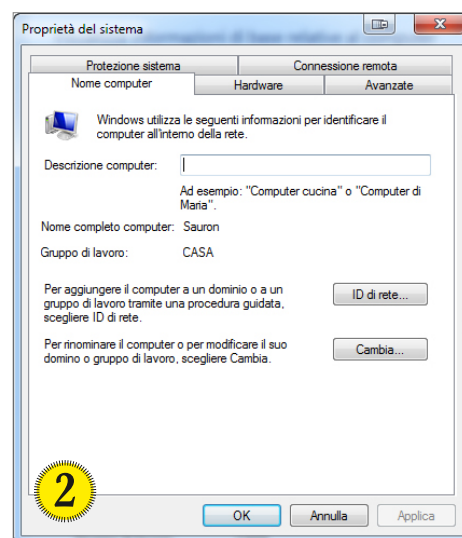 Proprietà del sistema
Protezione sistema
Connessione remota
Nome computer
Hardware
Avanzate
Windows utilizza le seguenti informazioni per identificare il
computer all'interno della rete.
Descrizione computer:
Ad esempio: "Computer cucina" o "Computer di
Maria".
Nome completo computer: Sauron
Gruppo di lavoro: CASA
Per aggiungere il computer a un dominio o a un
gruppo di lavoro tramite una procedura guidata,
scegliere ID di rete.
ID di rete...
Per rinominare il computer o per modificare il suo
domino o gruppo di lavoro, scegliere Cambia.
Cambia...
2
OK
Annulla
Applica